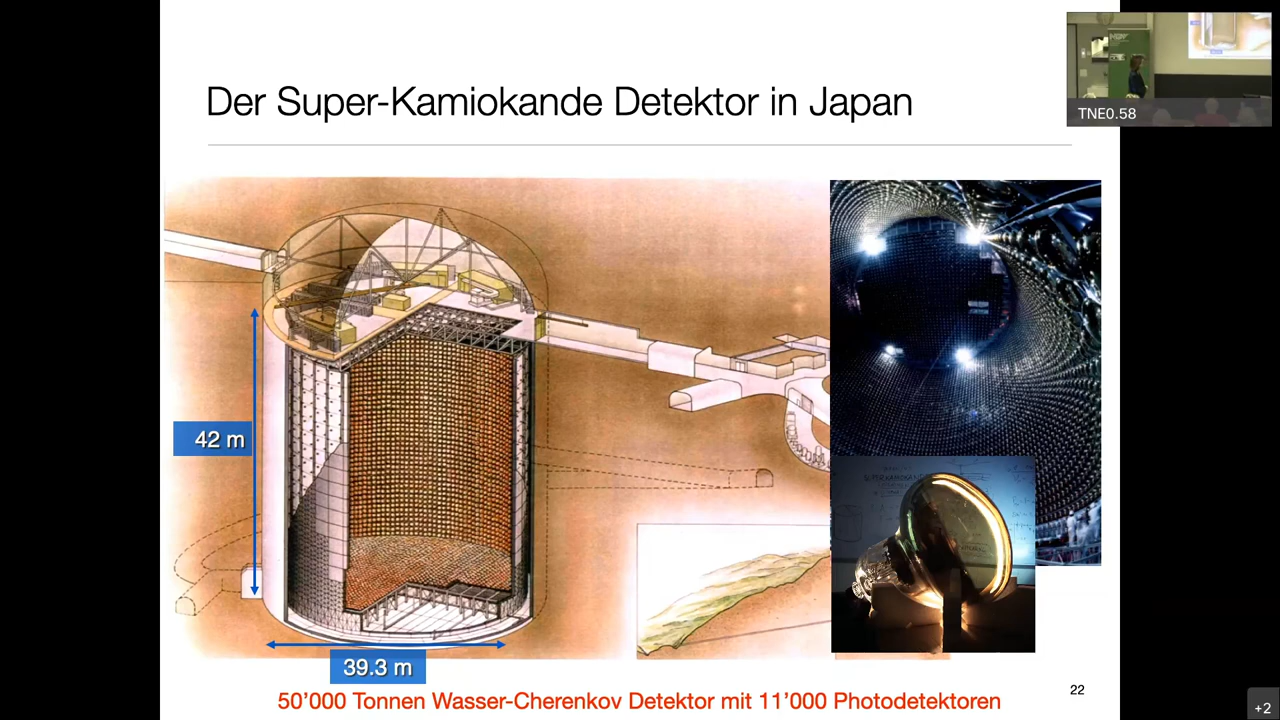 Der Super-Kamiokande Detektor in Japan
TNE0.58
42 m
39.3 m
50’000 Tonnen Wasser-Cherenkov Detektor mit 11’000 Photodetektoren
22
+2